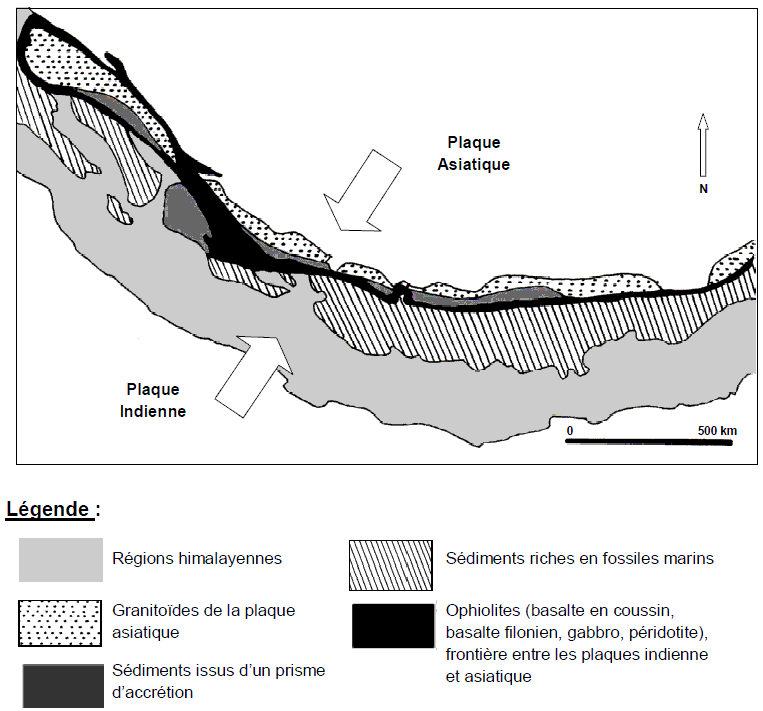 Plaque
Asiatique
N
Plaque
Indienne
0 500 km
Légende :
Régions himalayennes
Sédiments riches en fossiles marins
Granitoïdes de la plaque
asiatique
Ophiolites (basalte en coussin,
basalte filonien, gabbro, péridotite),
frontière entre les plaques indienne
et asiatique
Sédiments issus d'un prisme
d'accrétion